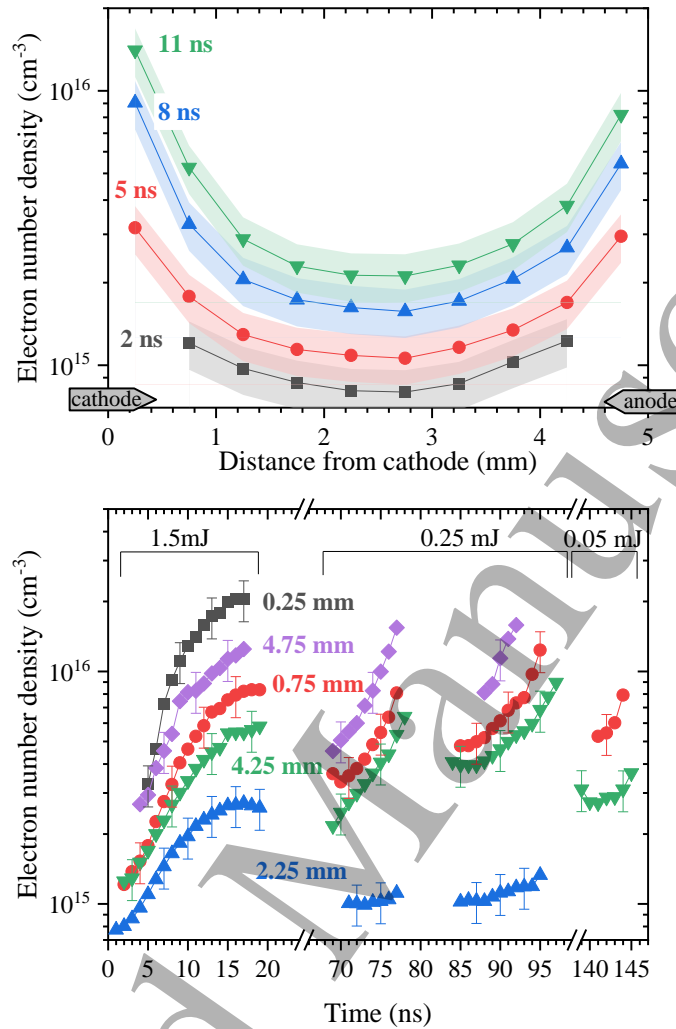 Electron number density (cm⁻³)
10¹⁶
10¹⁵
11 ns
8 ns
5 ns
2 ns
cathode
anode
0 1 2 3 4 5
Distance from cathode (mm)
Electron number density (cm⁻³)
1.5mJ
0.25 mJ
0.05 mJ
10¹⁶
10¹⁵
0.25 mm
4.75 mm
0.75 mm
4.25 mm
2.25 mm
0 5 10 15 20 70 75 80 85 90 95 140 145
Time (ns)